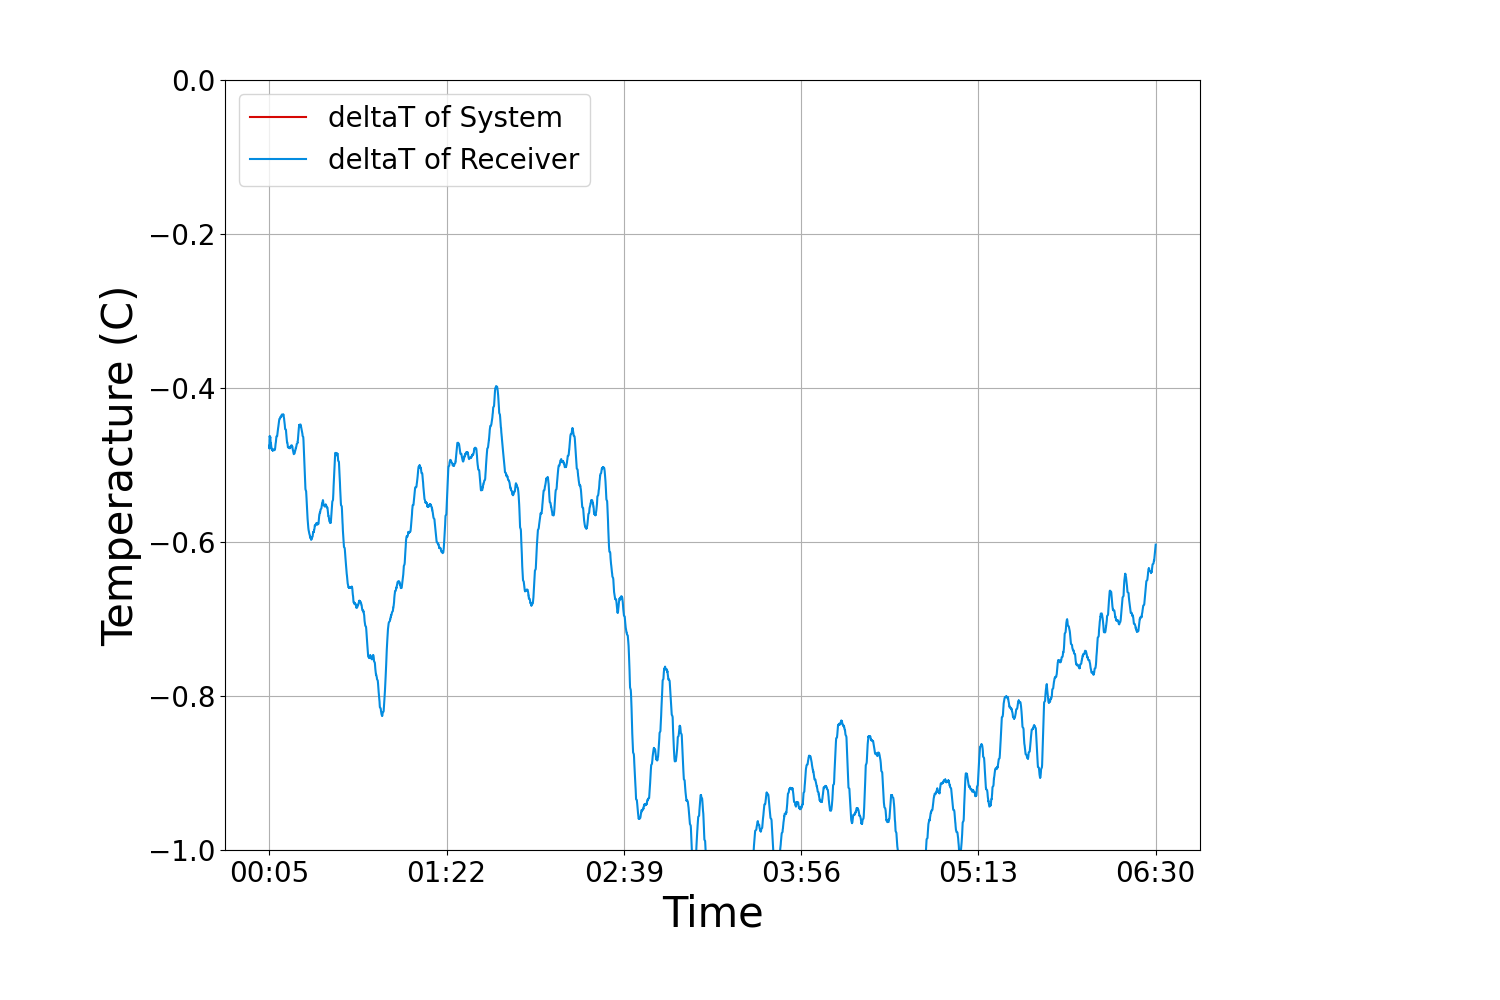 0.0
deltaT of System
deltaT of Receiver
−0.2
−0.4
−0.6
−0.8
−1.0
Temperacture (C)
00:05 01:22 02:39 03:56 05:13 06:30
Time